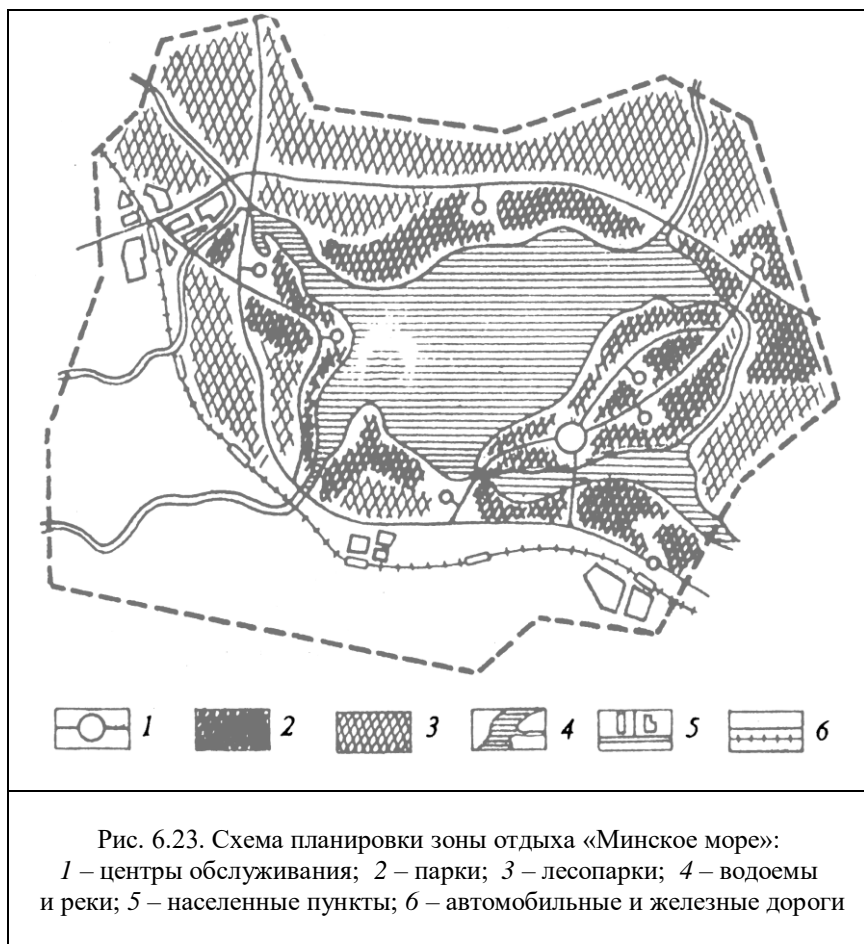 1 2 3 4 5 6
Рис. 6.23. Схема планировки зоны отдыха «Минское море»:
1 – центры обслуживания; 2 – парки; 3 – лесопарки; 4 – водоемы
и реки; 5 – населенные пункты; 6 – автомобильные и железные дороги